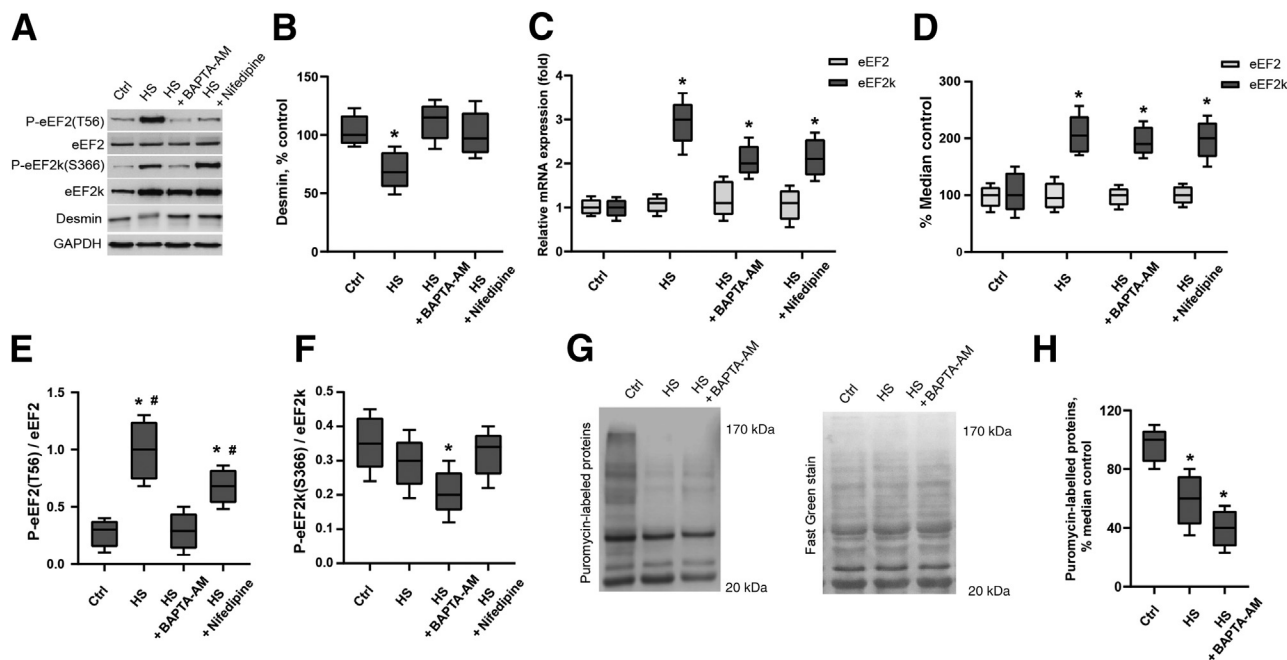 A
Ctrl
HS
HS
+ BAPTA-AM
HS
+ Nifedipine
P-eEF2(T56)
eEF2
P-eEF2k(S366)
eEF2k
Desmin
GAPDH
B
Desmin, % control
150
100
50
0
*
Ctrl
HS
HS
+BAPTA-AM
HS
+ Nifedipine
C
eEF2
eEF2k
Relative mRNA expression (fold)
4
3
2
1
0
*
*
*
Ctrl
HS
HS
+ BAPTA-AM
HS
+ Nifedipine
D
eEF2
eEF2k
% Median control
300
200
100
0
*
*
*
Ctrl
HS
HS
+ BAPTA-AM
HS
+ Nifedipine
E
P-eEF2(T56) / eEF2
1.5
1.0
0.5
0.0
* #
* #
Ctrl
HS
HS
+ BAPTA-AM
HS
+ Nifedipine
F
P-eEF2k(S366) / eEF2k
0.5
0.4
0.3
0.2
0.1
0.0
*
Ctrl
HS
HS
+ BAPTA-AM
HS
+ Nifedipine
G
Ctrl
HS
HS
+ BAPTA-AM
Puromycin-labeled proteins
170 kDa
20 kDa
Ctrl
HS
HS
+ BAPTA-AM
Fast Green stain
170 kDa
20 kDa
H
Puromycin-labelled proteins,
% median control
120
80
40
0
*
*
Ctrl
HS
HS
+ BAPTA-AM